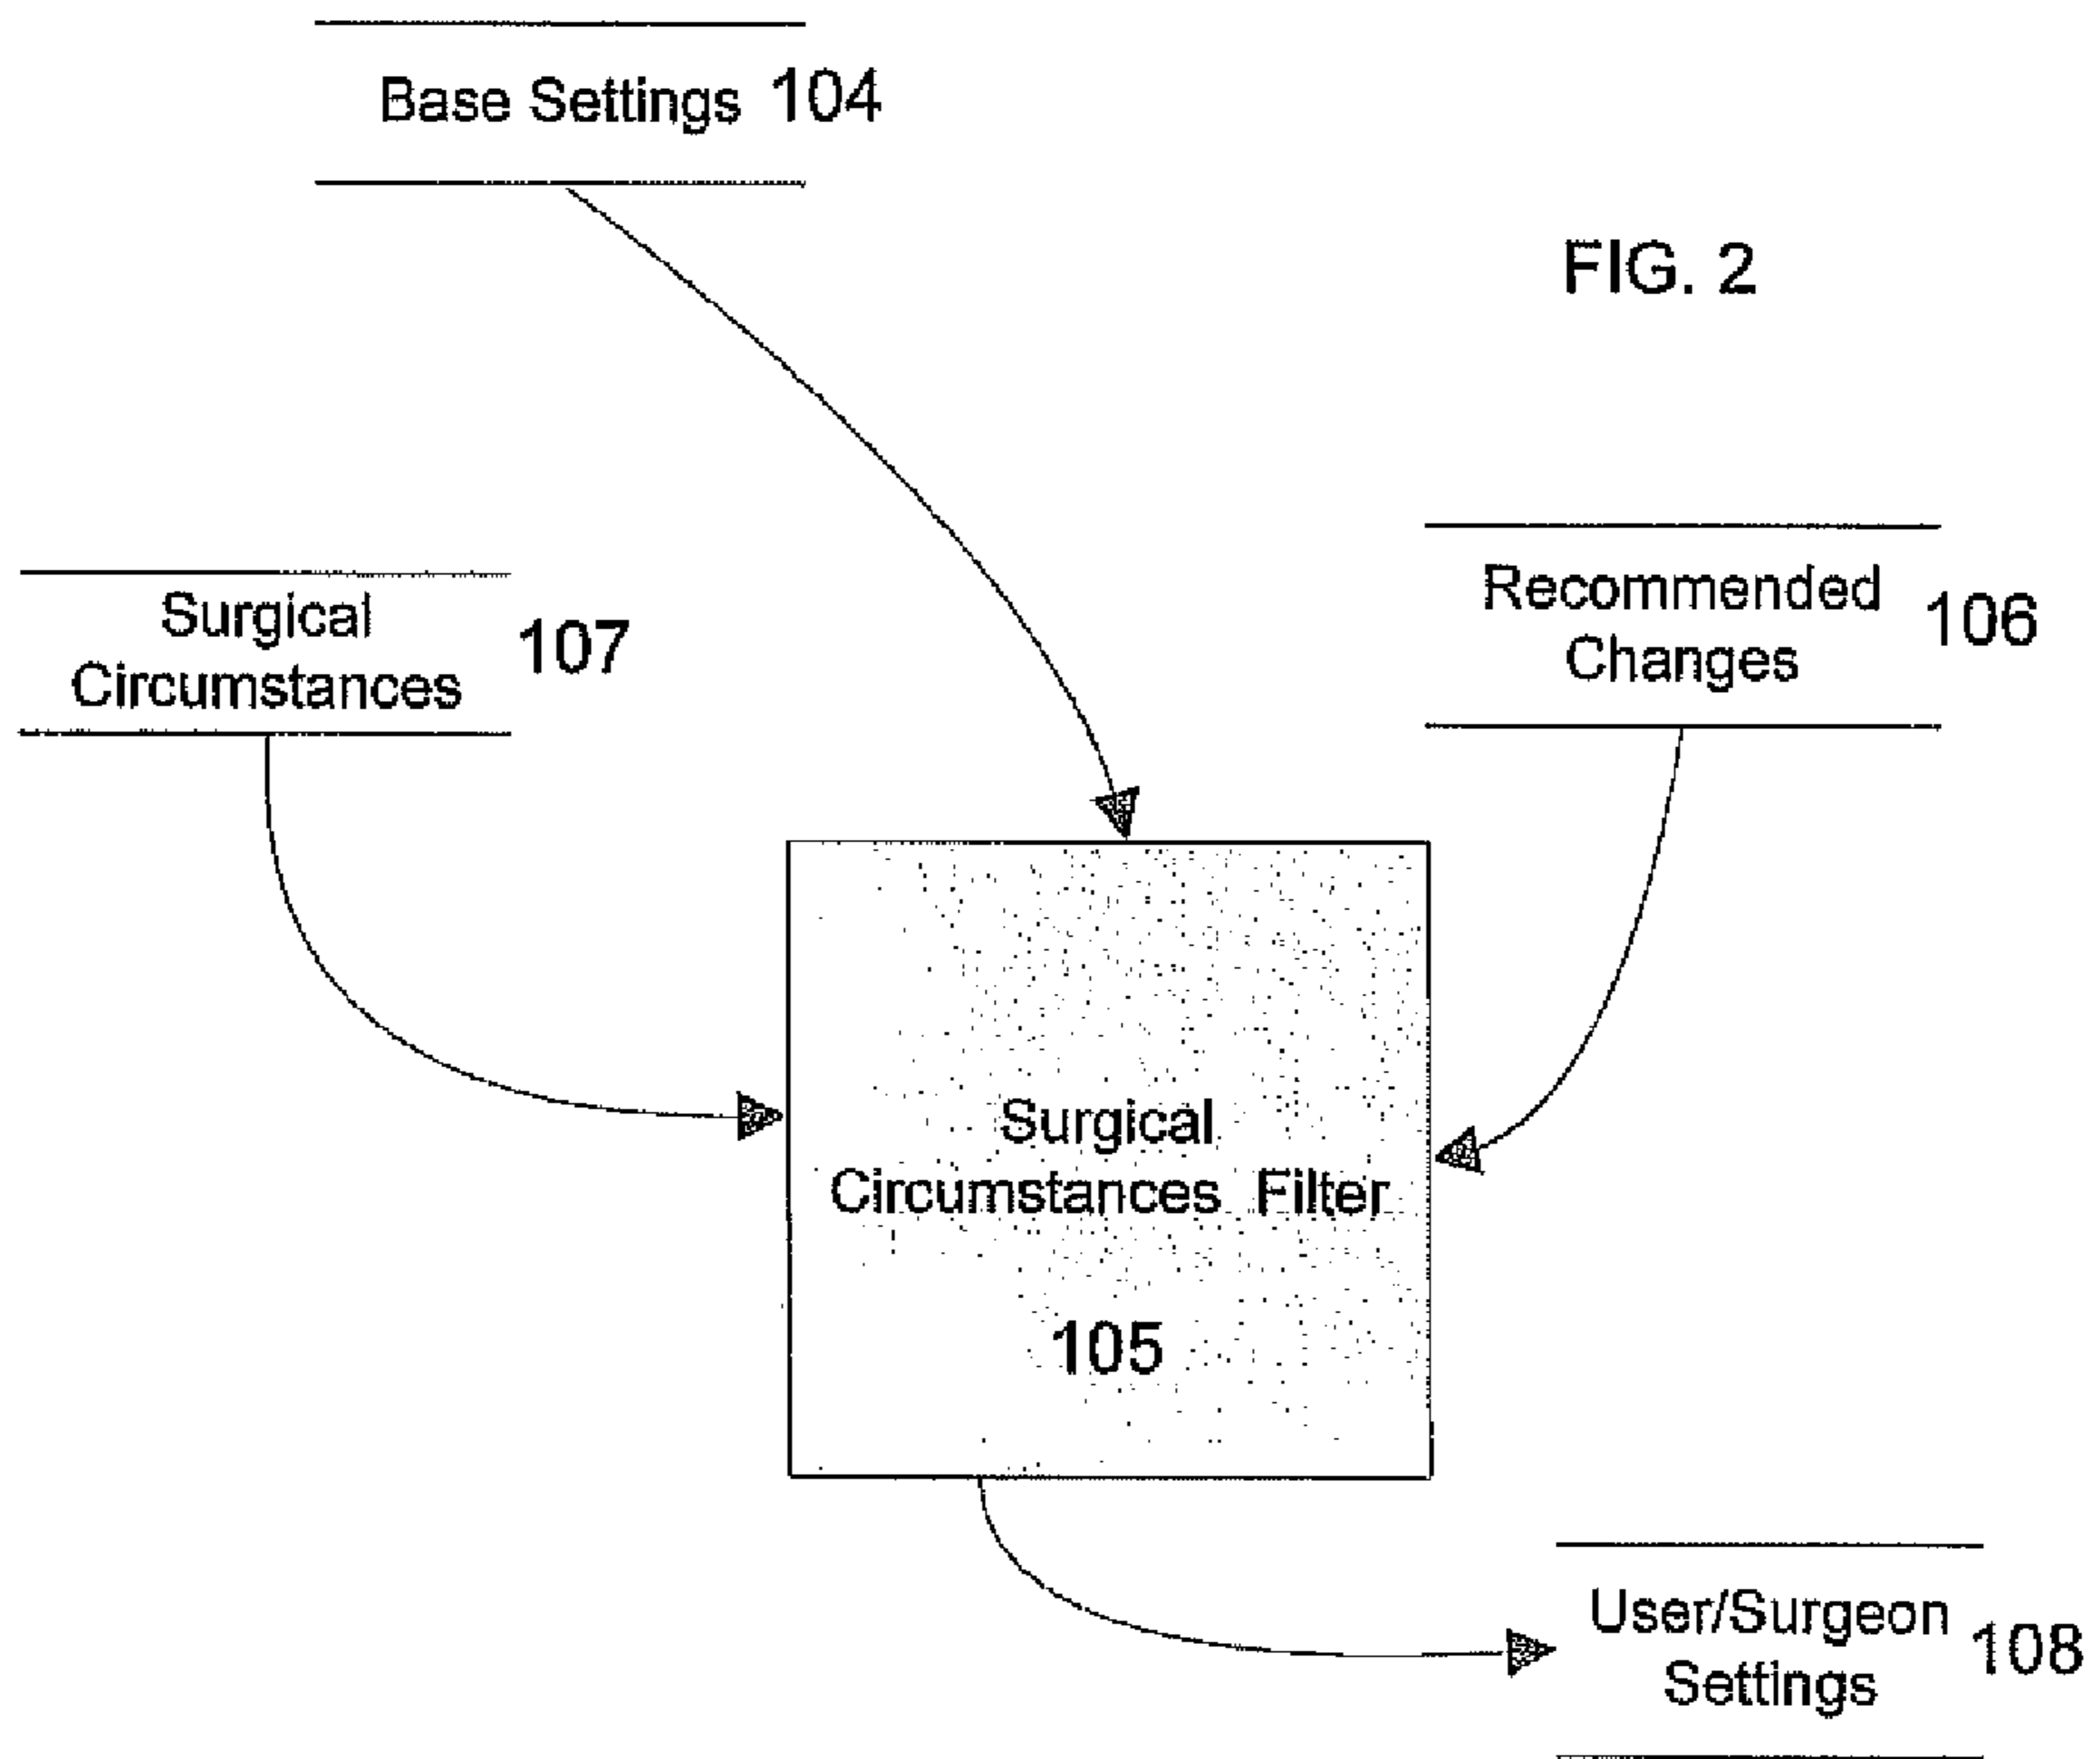 Base Settings 104
FIG. 2
Surgical
Circumstances
107
Recommended
Changes
106
Surgical
Circumstances Filter
105
User/Surgeon
Settings
108